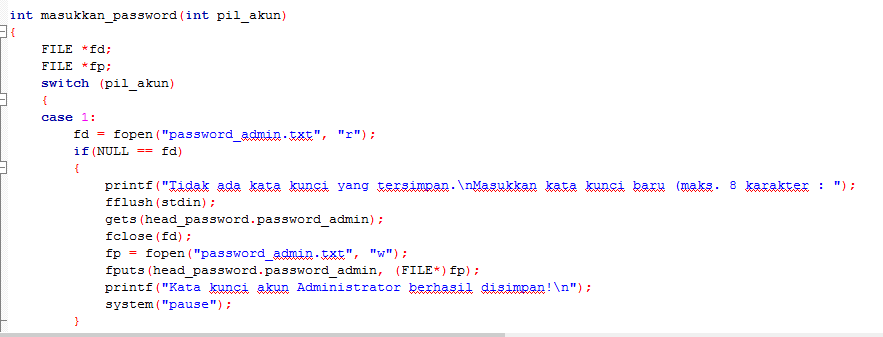 int masukkan_password(int pil_akun)
{
    FILE *fd;
    FILE *fp;
    switch (pil_akun)
    {
    case 1:
        fd = fopen("password_admin.txt", "r");
        if(NULL == fd)
        {
            printf("Tidak ada kata kunci yang tersimpan.\nMasukkan kata kunci baru (maks. 8 karakter : ");
            fflush(stdin);
            gets(head_password.password_admin);
            fclose(fd);
            fp = fopen("password_admin.txt", "w");
            fputs(head_password.password_admin, (FILE*)fp);
            printf("Kata kunci akun Administrator berhasil disimpan!\n");
            system("pause");
        }